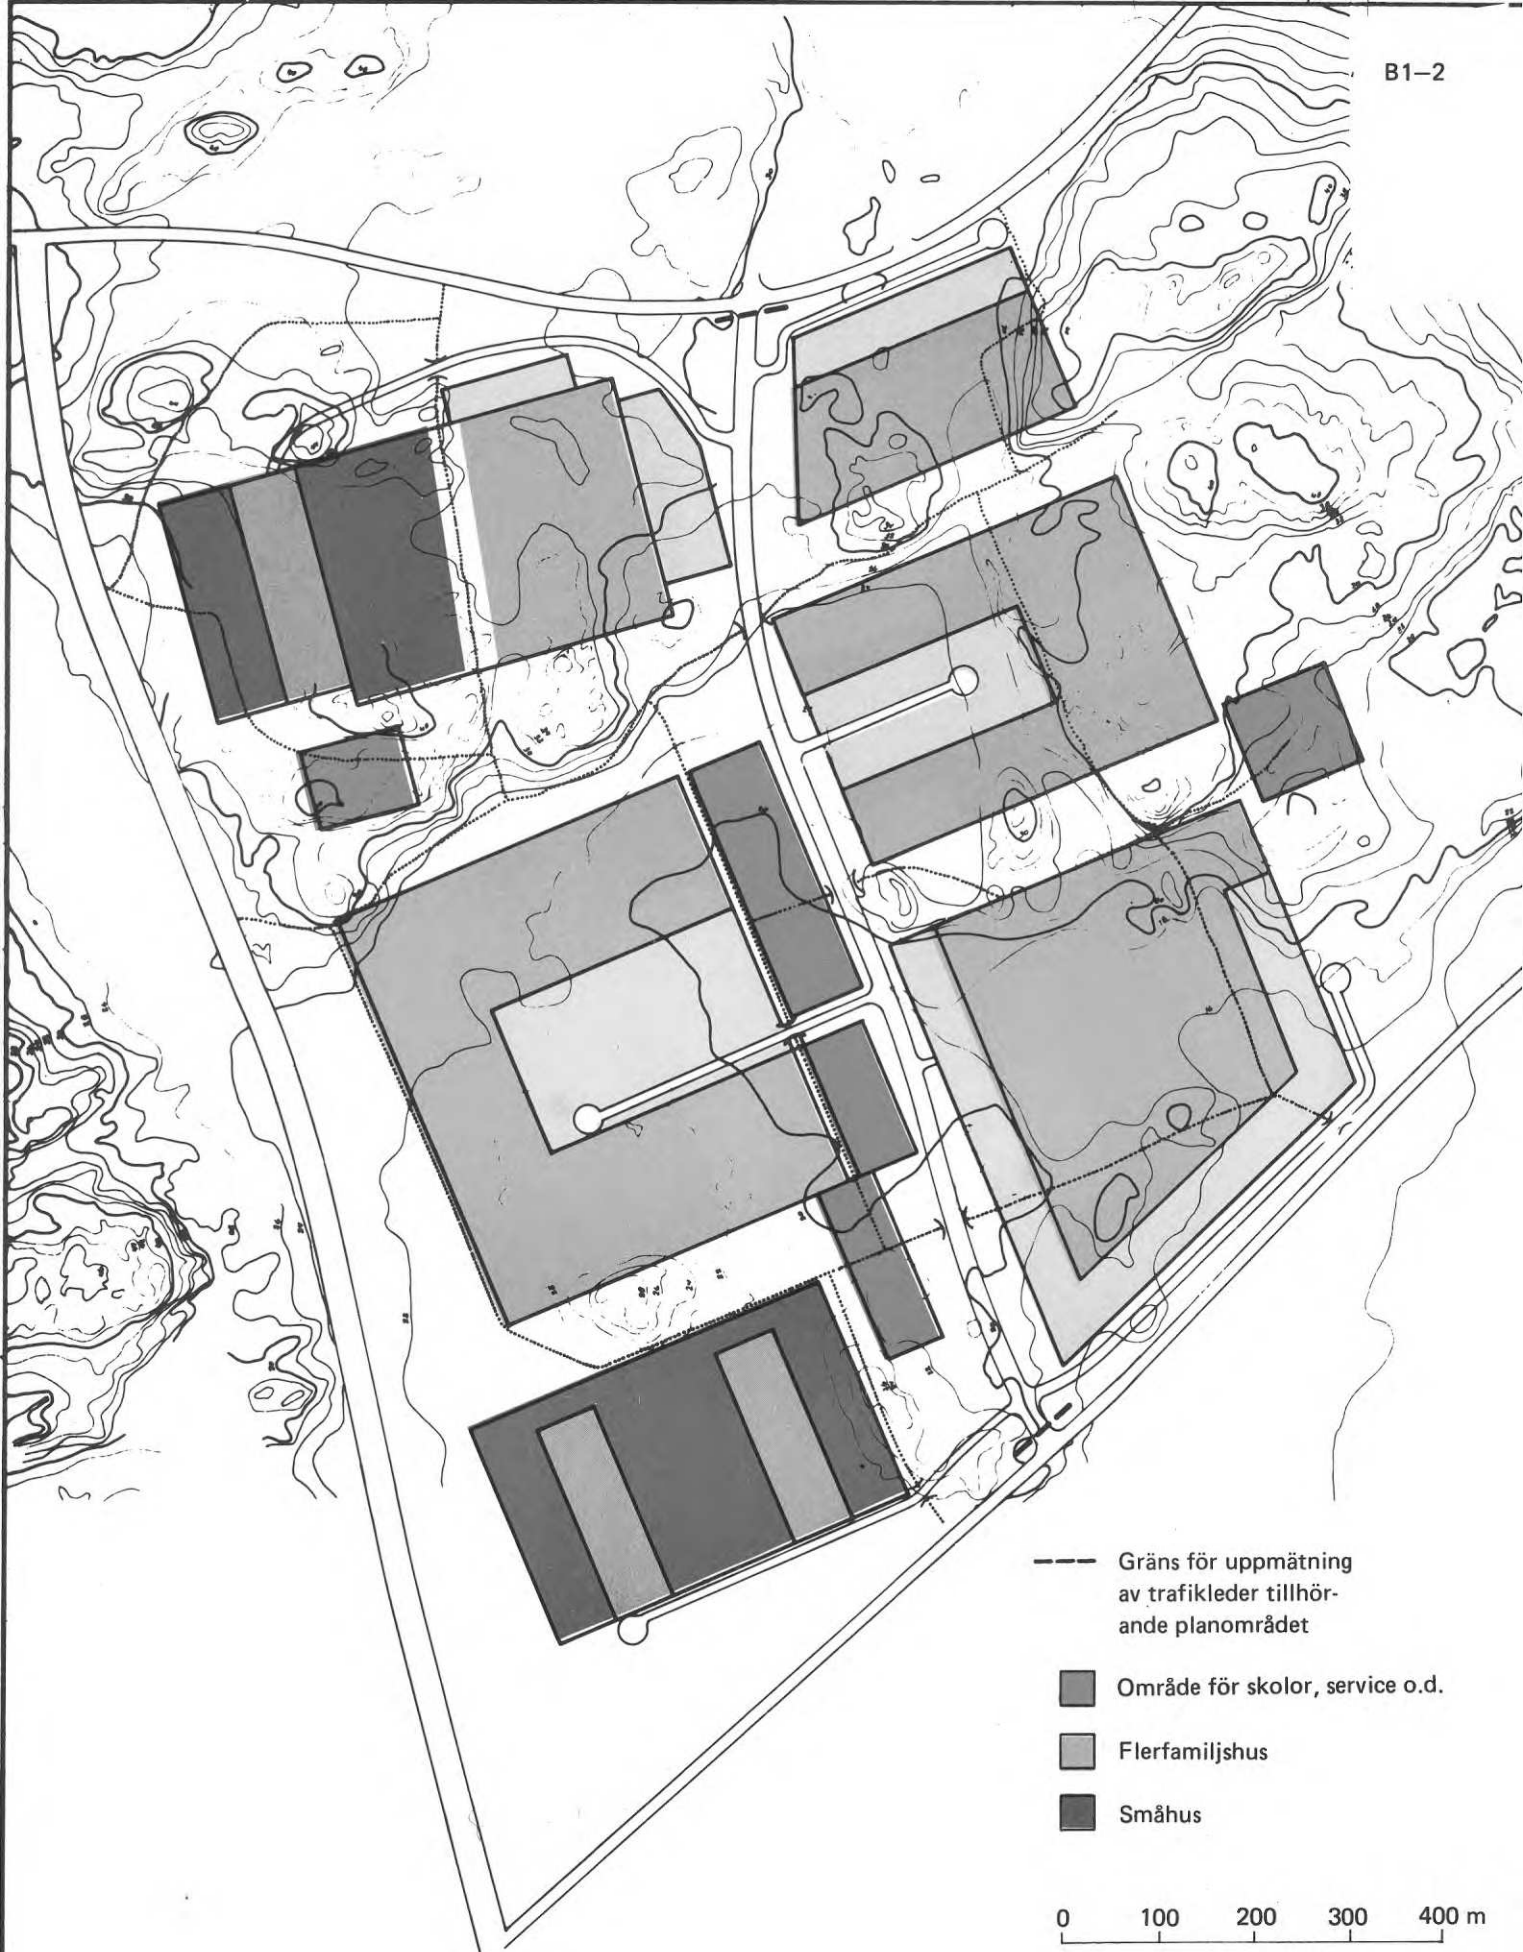 B1–2
Gräns för uppmätning
av trafikleder tillhör-
ande planområdet
Område för skolor, service o.d.
Flerfamiljshus
Småhus
0 100 200 300 400 m